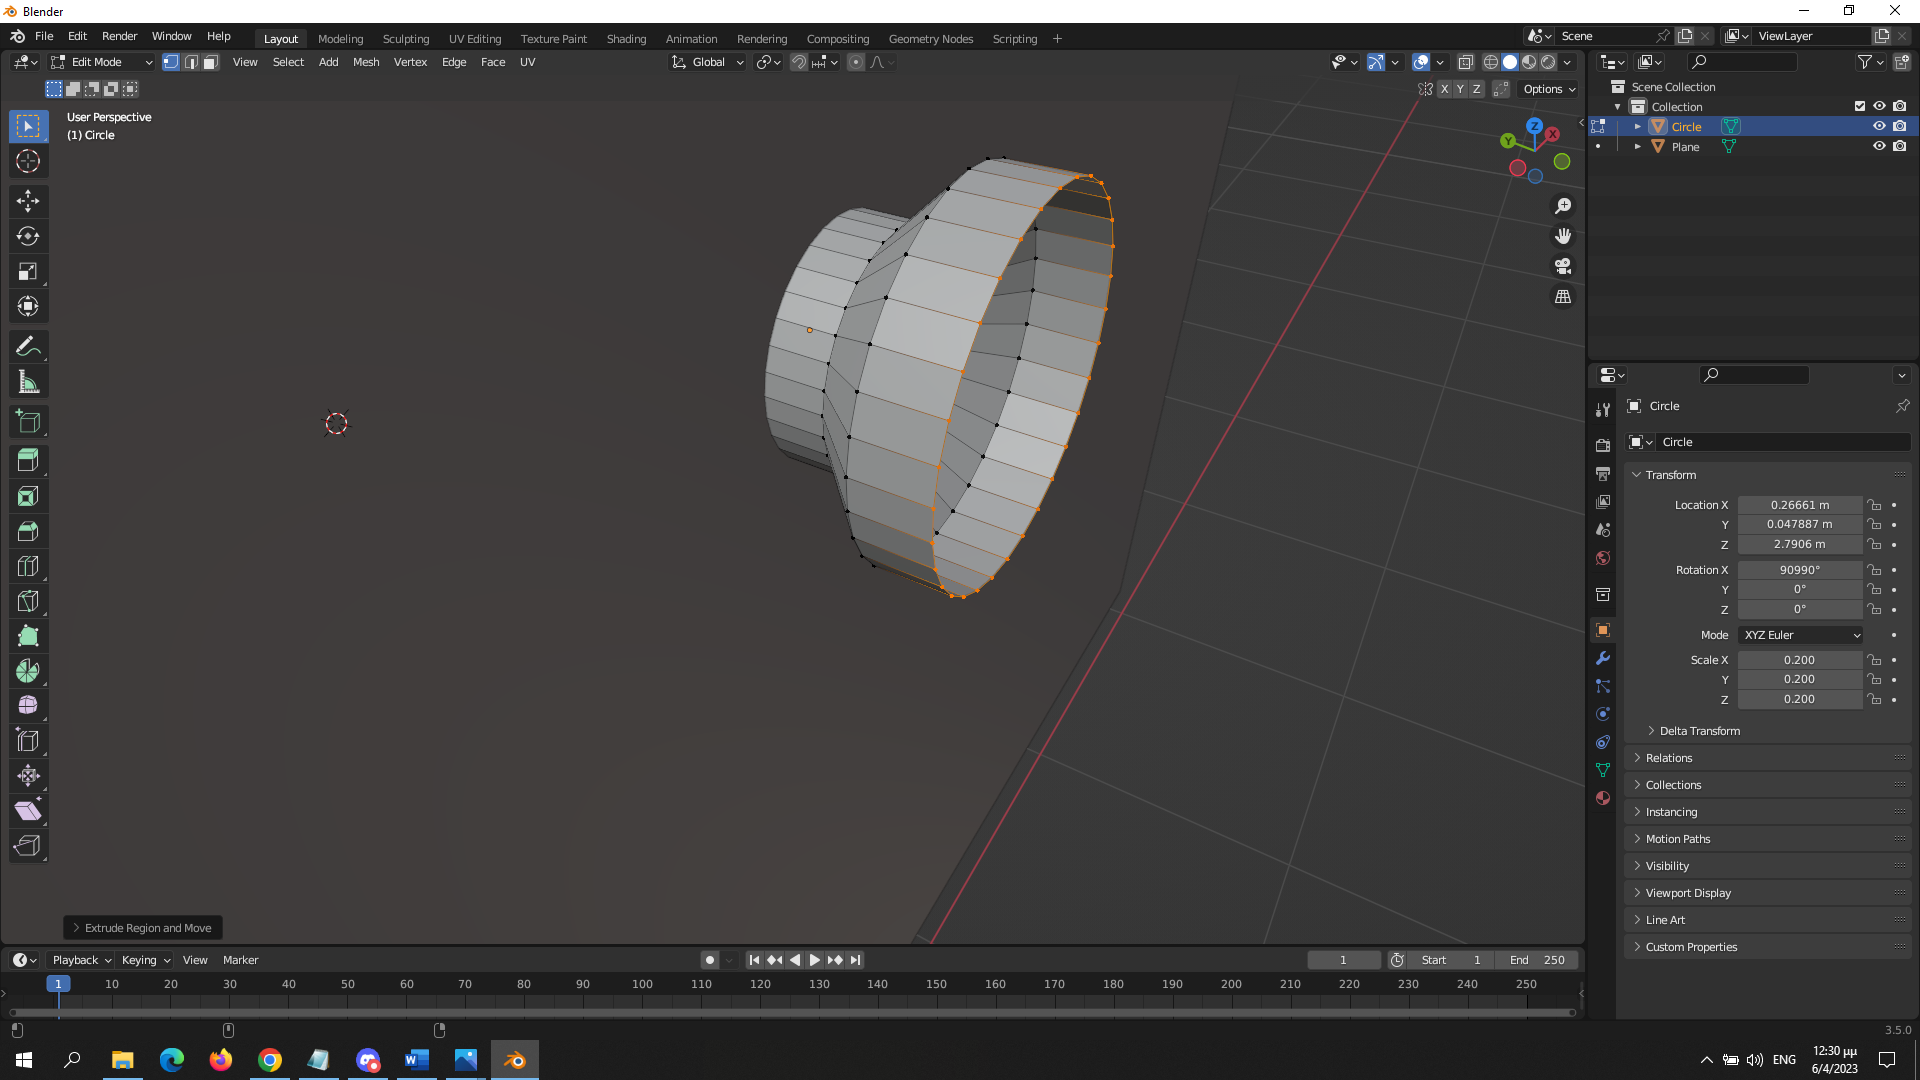 Blender
File Edit Render Window Help
Layout Modeling Sculpting UV Editing Texture Paint Shading Animation Rendering Compositing Geometry Nodes Scripting +
Scene
ViewLayer
Edit Mode
View Select Add Mesh Vertex Edge Face UV
Global
X Y Z
Options
User Perspective
(1) Circle
Z
X
Y
Scene Collection
Collection
Circle
Plane
Circle
Circle
Transform
Location X 0.26661 m
Y 0.047887 m
Z 2.7906 m
Rotation X 90990°
Y 0°
Z 0°
Mode XYZ Euler
Scale X 0.200
Y 0.200
Z 0.200
Delta Transform
Relations
Collections
Instancing
Motion Paths
Visibility
Viewport Display
Line Art
Custom Properties
Extrude Region and Move
Playback Keying View Marker
1
Start 1
End 250
1 10 20 30 40 50 60 70 80 90 100 110 120 130 140 150 160 170 180 190 200 210 220 230 240 250
3.5.0
ENG
12:30 μμ
6/4/2023